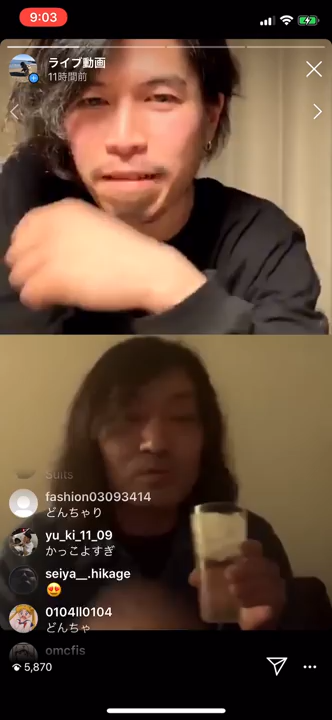 9:03
ライブ動画
11時間前
Suits
fashion03093414
どんちゃり
yu_ki_11_09
かっこよすぎ
seiya__.hikage
😍
0104ll0104
どんちゃ
omcfis
5,870